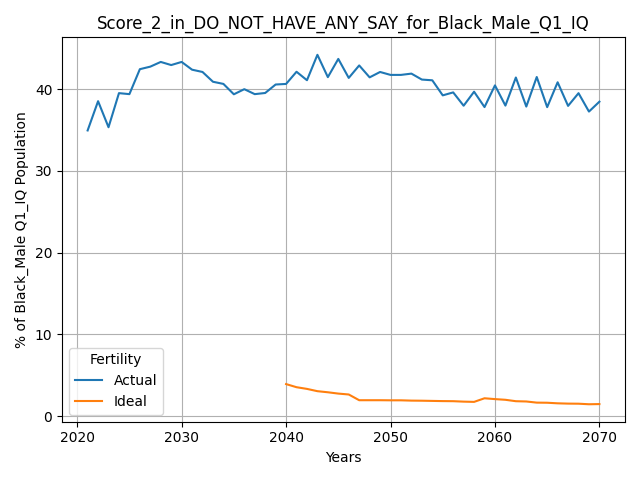 Score_2_in_DO_NOT_HAVE_ANY_SAY_for_Black_Male_Q1_IQ
% of Black_Male Q1_IQ Population
40
30
20
10
0
Fertility
Actual
Ideal
2020 2030 2040 2050 2060 2070
Years